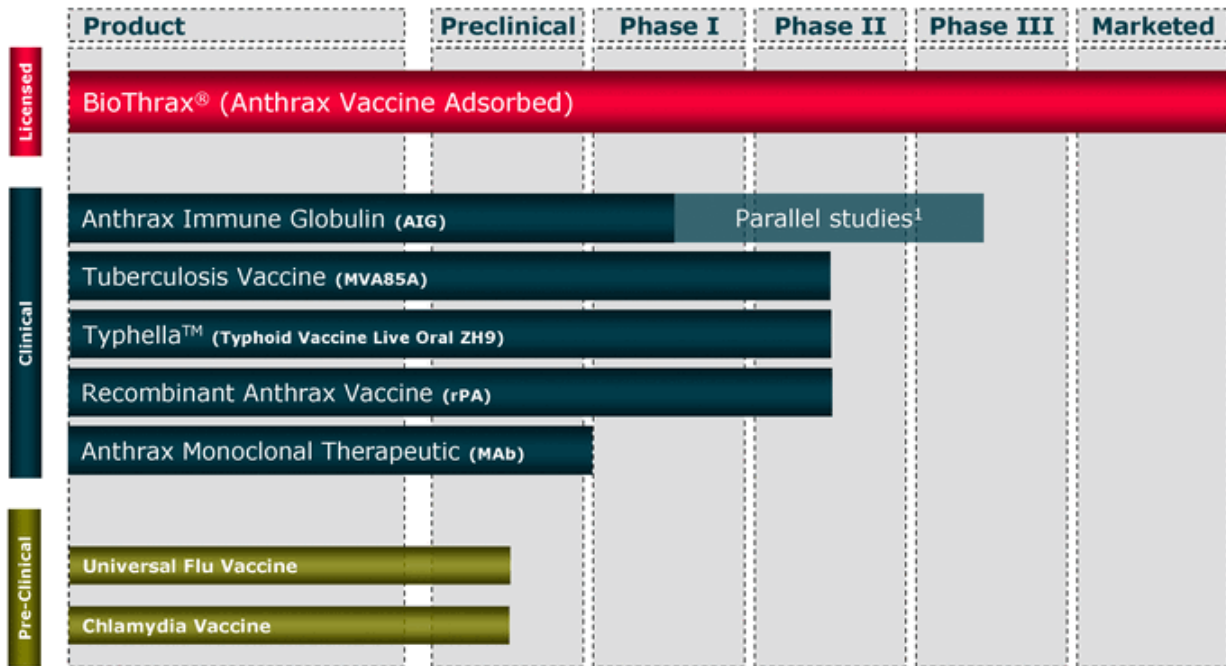 Product Preclinical Phase I Phase II Phase III Marketed
Licensed
BioThrax® (Anthrax Vaccine Adsorbed)
Clinical
Anthrax Immune Globulin (AIG) Parallel studies¹
Tuberculosis Vaccine (MVA85A)
Typhella™ (Typhoid Vaccine Live Oral ZH9)
Recombinant Anthrax Vaccine (rPA)
Anthrax Monoclonal Therapeutic (MAb)
Pre-Clinical
Universal Flu Vaccine
Chlamydia Vaccine